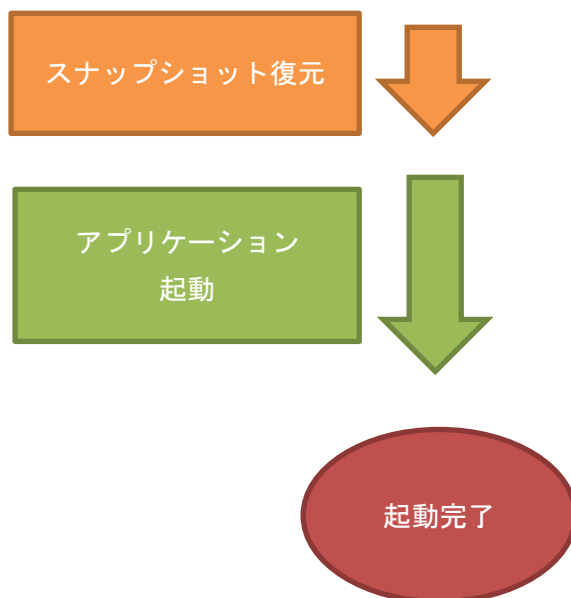 スナップショット復元
アプリケーション
起動
起動完了